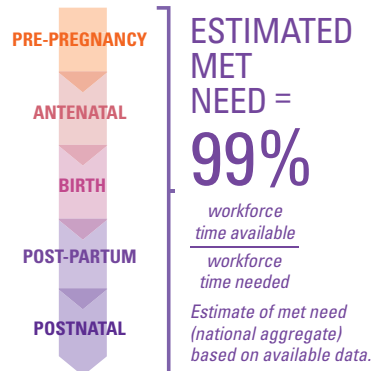 PRE-PREGNANCY
ANTENATAL
BIRTH
POST-PARTUM
POSTNATAL
ESTIMATED
MET
NEED =
99%
workforce
time available
workforce
time needed
Estimate of met need
(national aggregate)
based on available data.